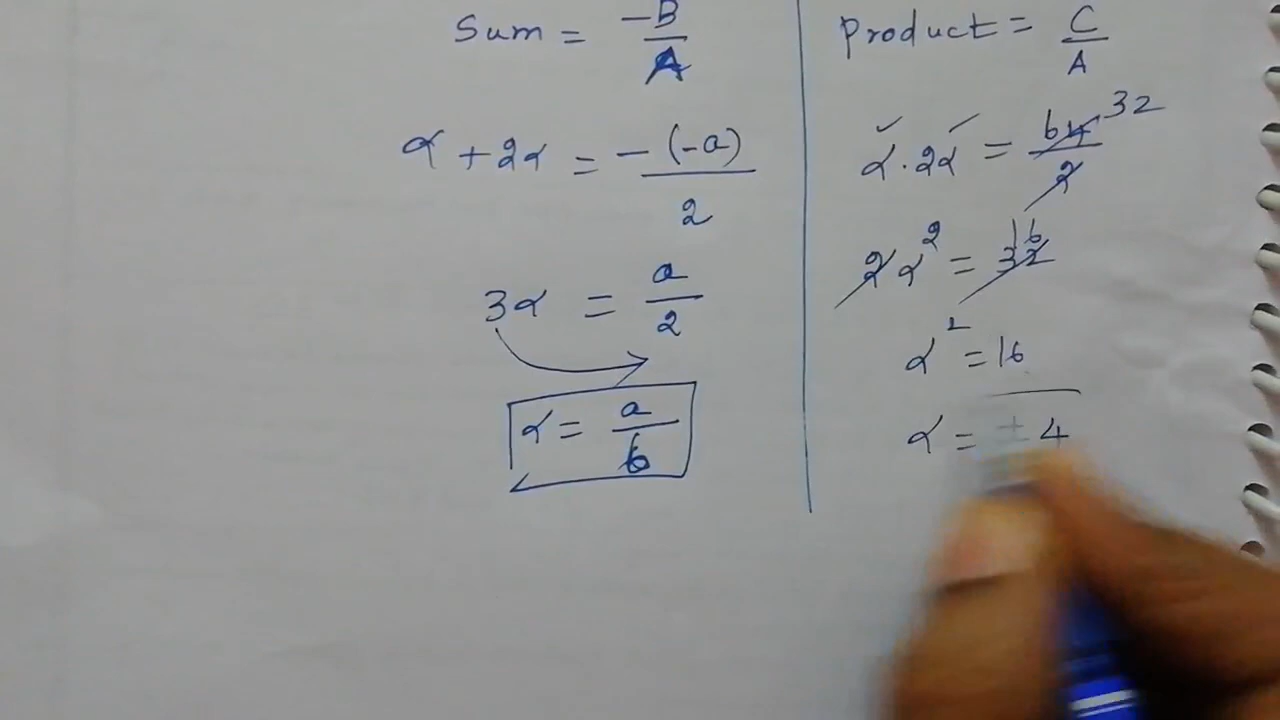 Sum = -B/A
α + 2α = -(-a)/2
3α = a/2
α = a/6
Product = C/A
α . 2α = 64/2 32
2α² = 32 16
α² = 16
α = ± 4